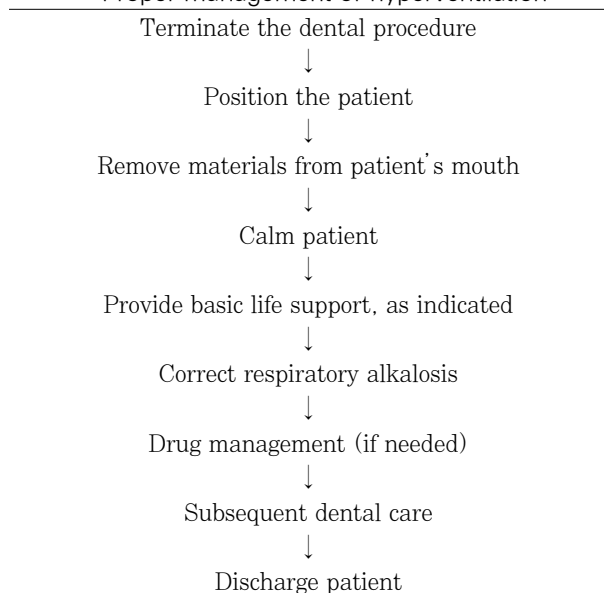 Proper management of hyperventilation
Terminate the dental procedure
↓
Position the patient
↓
Remove materials from patient's mouth
↓
Calm patient
↓
Provide basic life support, as indicated
↓
Correct respiratory alkalosis
↓
Drug management (if needed)
↓
Subsequent dental care
↓
Discharge patient